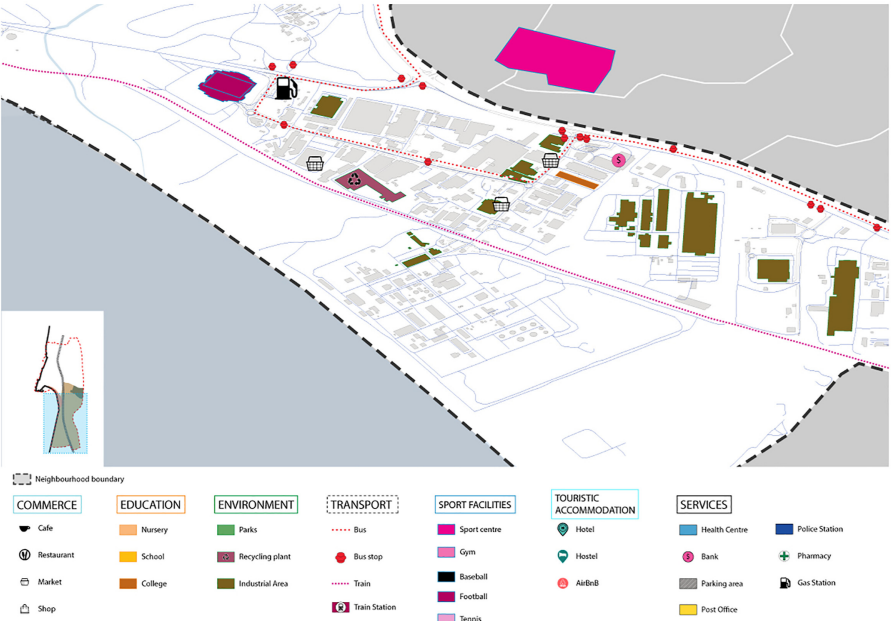 $
Neighbourhood boundary
COMMERCE
Cafe
Restaurant
Market
Shop
EDUCATION
Nursery
School
College
ENVIRONMENT
Parks
Recycling plant
Industrial Area
TRANSPORT
Bus
Bus stop
Train
Train Station
SPORT FACILITIES
Sport centre
Gym
Baseball
Football
Tennis
TOURISTIC
ACCOMMODATION
Hotel
Hostel
AirBnB
SERVICES
Health Centre
$ Bank
Parking area
Post Office
Police Station
Pharmacy
Gas Station